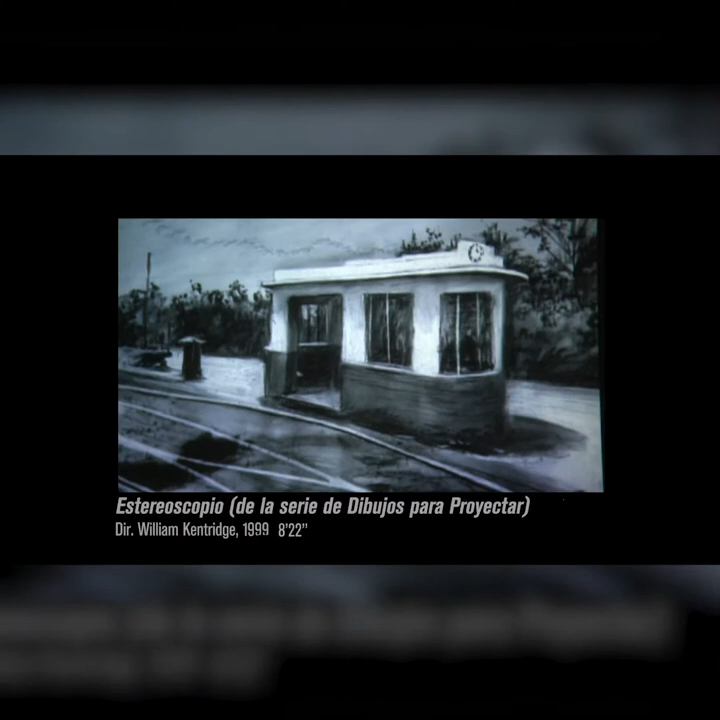 Estereoscopio (de la serie de Dibujos para Proyectar)
Dir. William Kentridge, 1999 8'22"